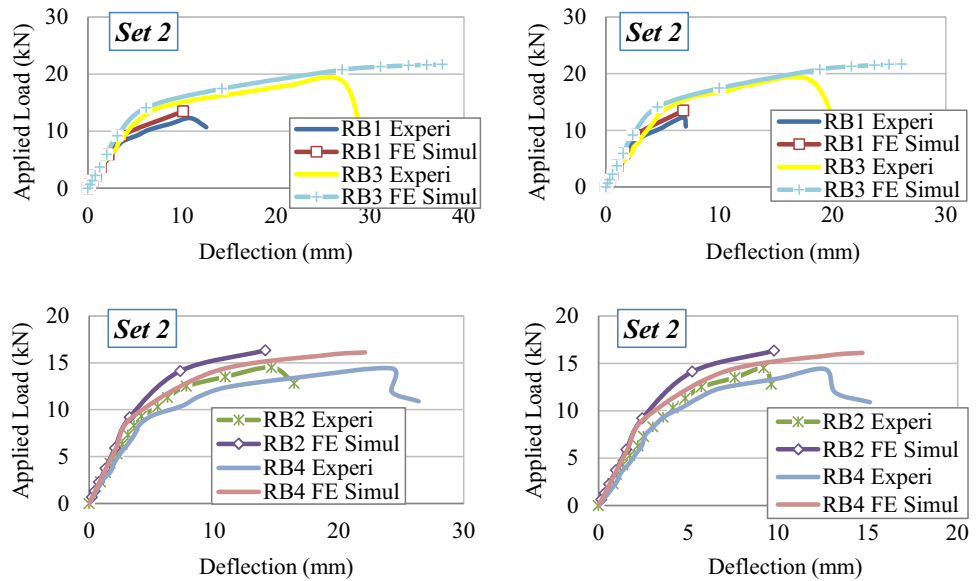 Set 2
Applied Load (kN)
30
20
10
0
RB1 Experi
RB1 FE Simul
RB3 Experi
RB3 FE Simul
0 10 20 30 40
Deflection (mm)
Set 2
Applied Load (kN)
30
20
10
0
RB1 Experi
RB1 FE Simul
RB3 Experi
RB3 FE Simul
0 10 20 30
Deflection (mm)
Set 2
Applied Load (kN)
20
15
10
5
0
RB2 Experi
RB2 FE Simul
RB4 Experi
RB4 FE Simul
0 10 20 30
Deflection (mm)
Set 2
Applied Load (kN)
20
15
10
5
0
RB2 Experi
RB2 FE Simul
RB4 Experi
RB4 FE Simul
0 5 10 15 20
Deflection (mm)